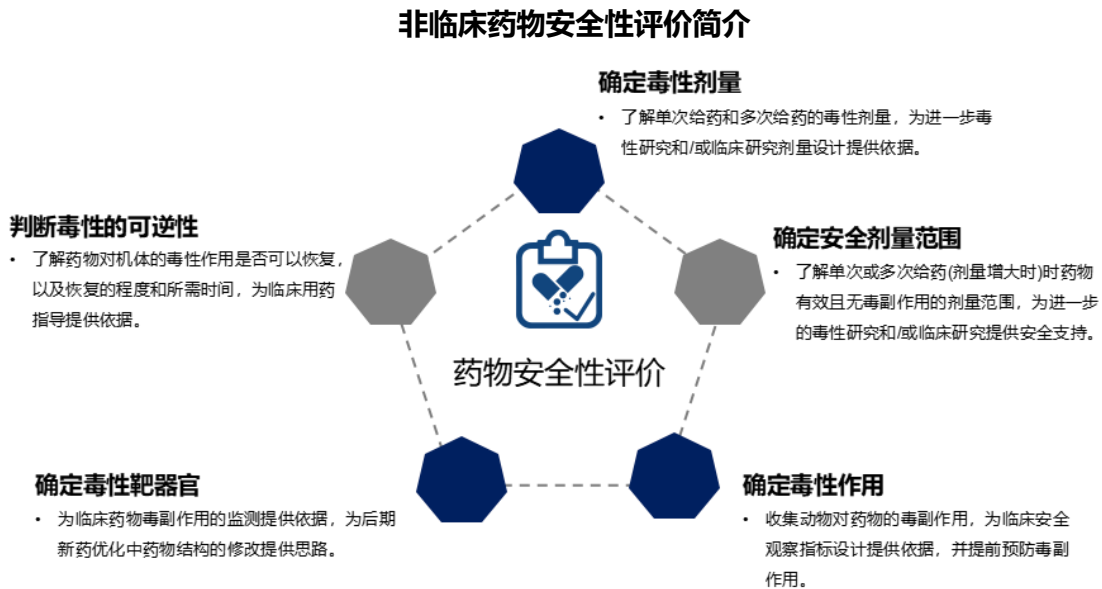 非临床药物安全性评价简介
确定毒性剂量
• 了解单次给药和多次给药的毒性剂量，为进一步毒
性研究和/或临床研究剂量设计提供依据。
判断毒性的可逆性
• 了解药物对机体的毒性作用是否可以恢复，
以及恢复的程度和所需时间，为临床用药
指导提供依据。
确定安全剂量范围
• 了解单次或多次给药(剂量增大时)时药物
有效且无毒副作用的剂量范围，为进一步
的毒性研究和/或临床研究提供安全支持。
药物安全性评价
确定毒性靶器官
• 为临床药物毒副作用的监测提供依据，为后期
新药优化中药物结构的修改提供思路。
确定毒性作用
• 收集动物对药物的毒副作用，为临床安全
观察指标设计提供依据，并提前预防毒副
作用。